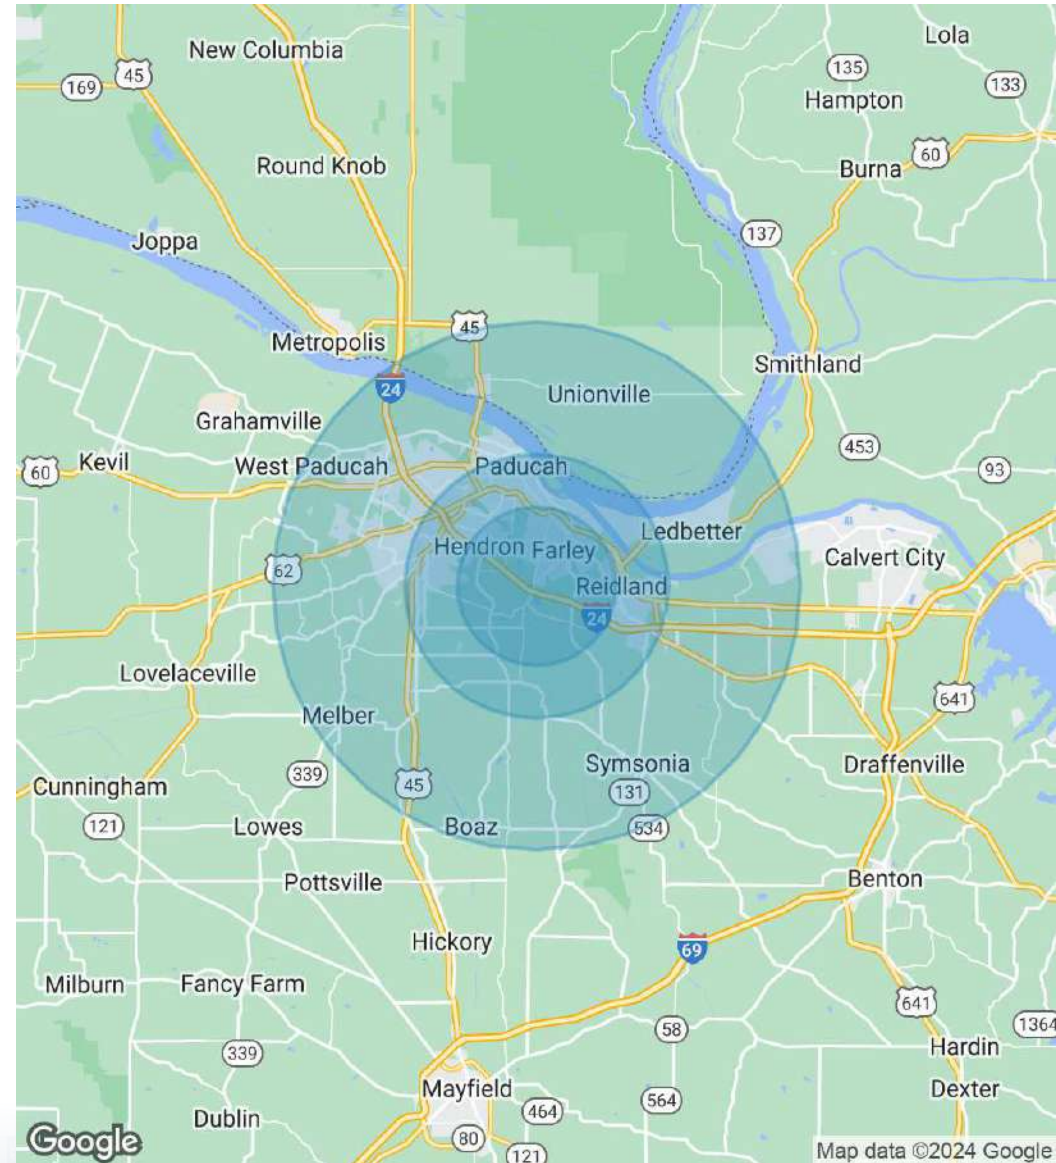 Lola
New Columbia
135
45
133
169
Hampton
60
Round Knob
Burna
137
Joppa
45
Metropolis
Smithland
24
Unionville
Grahamville
453
60
Kevil
West Paducah
Paducah
93
Ledbetter
Hendron
Farley
Calvert City
62
Reidland
24
Lovelaceville
641
Melber
Symsonia
Draffenville
339
45
Cunningham
131
121
Lowes
Boaz
534
Pottsville
Benton
Hickory
69
Milburn
Fancy Farm
641
58
1364
339
Hardin
Mayfield
Dexter
564
464
Dublin
80
Google
121
Map data ©2024 Google